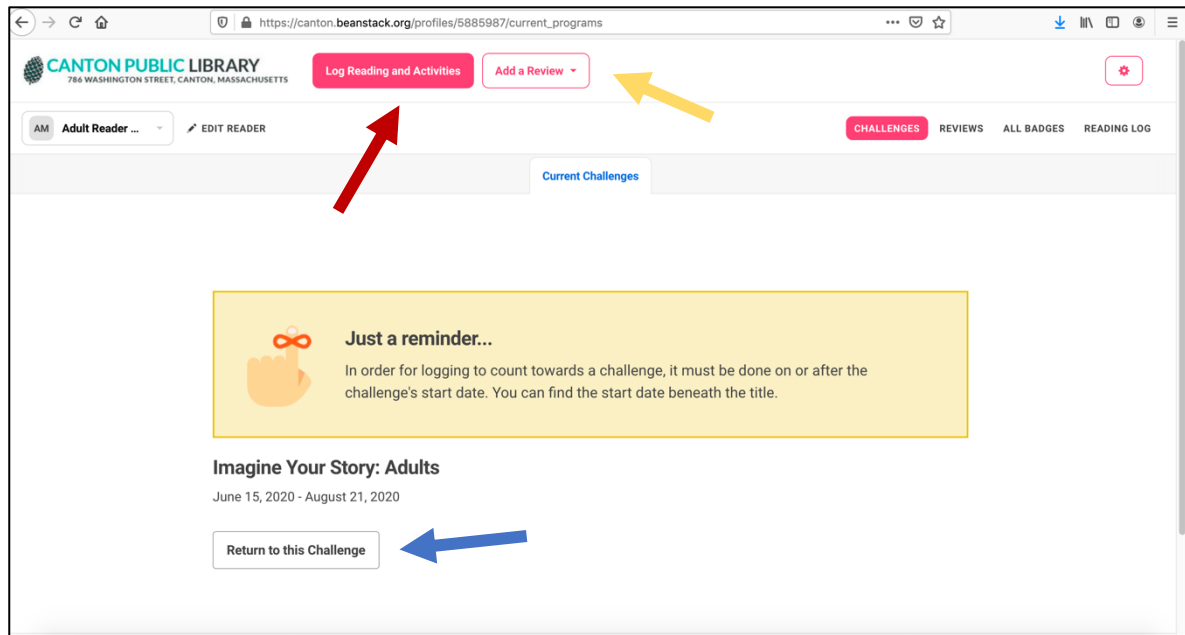 https://canton.beanstack.org/profiles/5885987/current_programs
CANTON PUBLIC LIBRARY
786 WASHINGTON STREET, CANTON, MASSACHUSETTS
Log Reading and Activities
Add a Review
AM Adult Reader ...
EDIT READER
CHALLENGES REVIEWS ALL BADGES READING LOG
Current Challenges
Just a reminder...
In order for logging to count towards a challenge, it must be done on or after the
challenge's start date. You can find the start date beneath the title.
Imagine Your Story: Adults
June 15, 2020 - August 21, 2020
Return to this Challenge